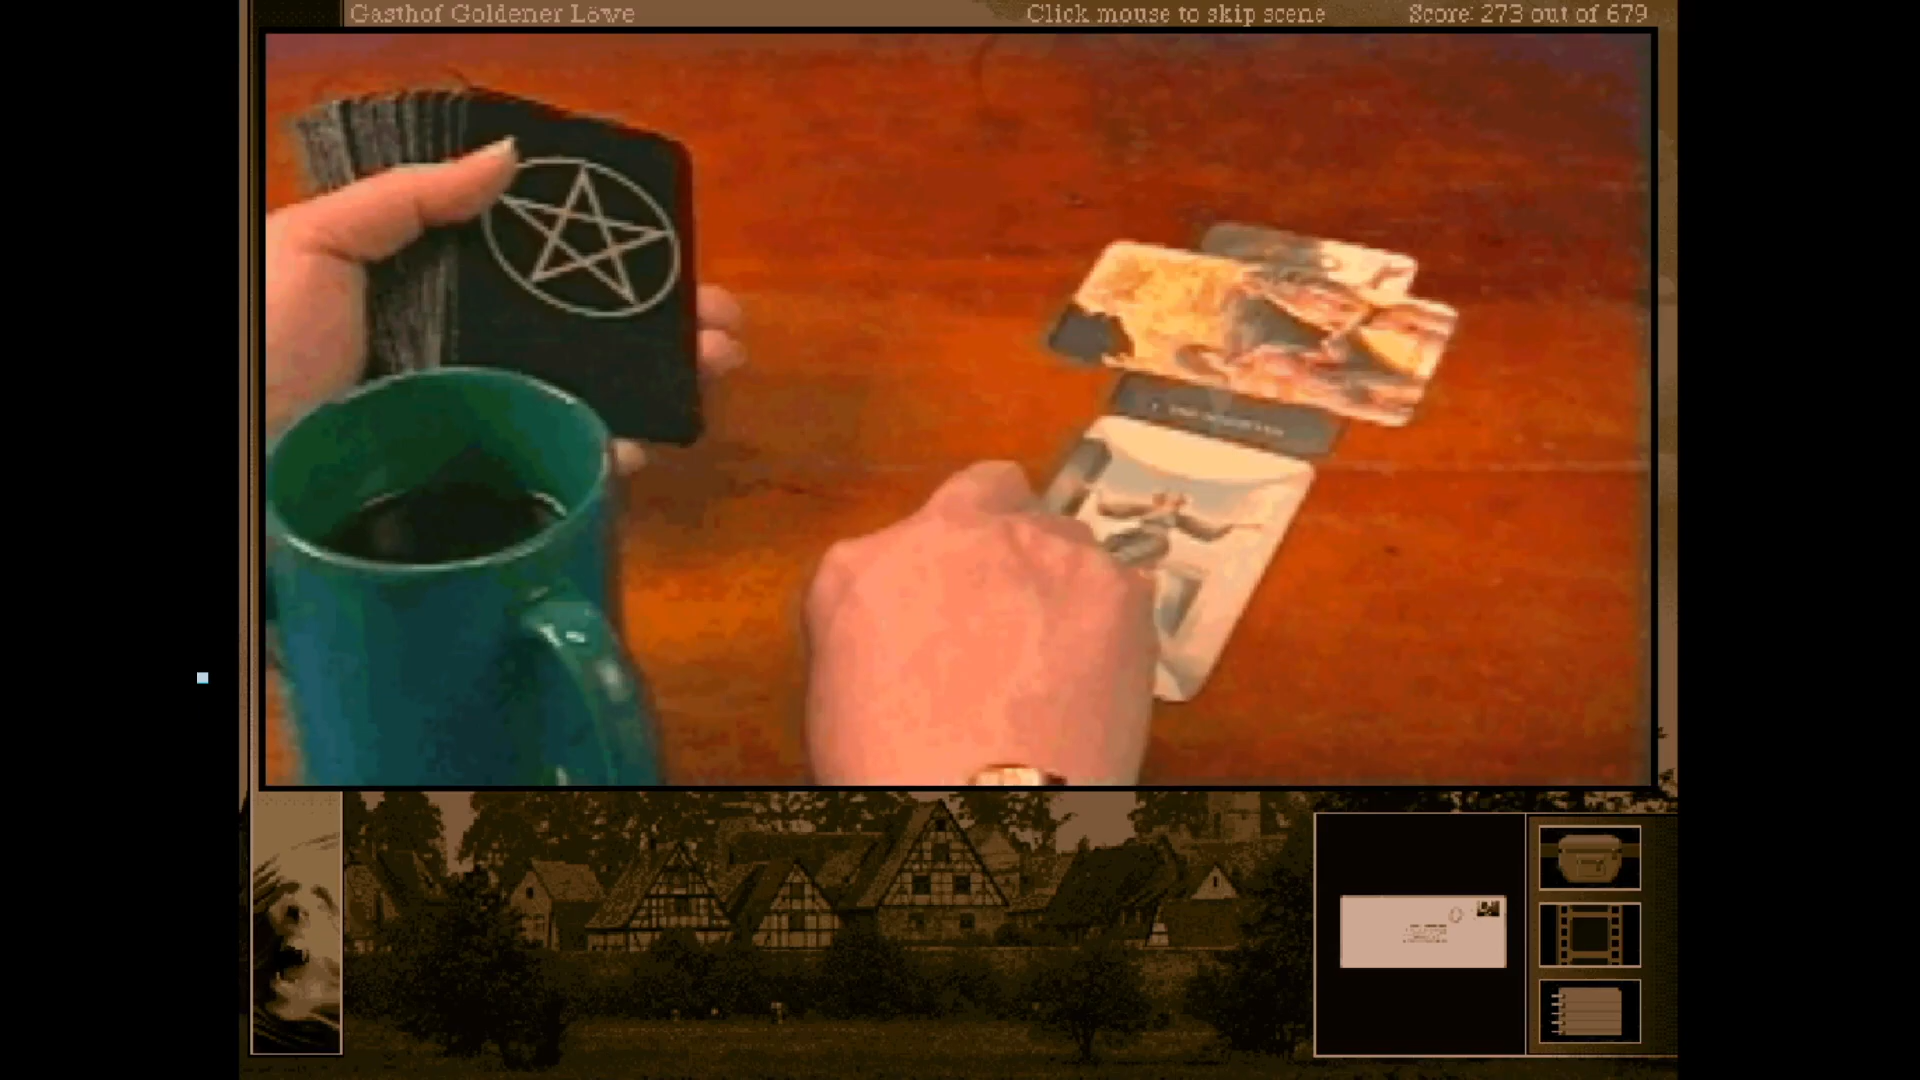 Gasthof Goldener Löwe
Click mouse to skip scene
Score: 273 out of 679